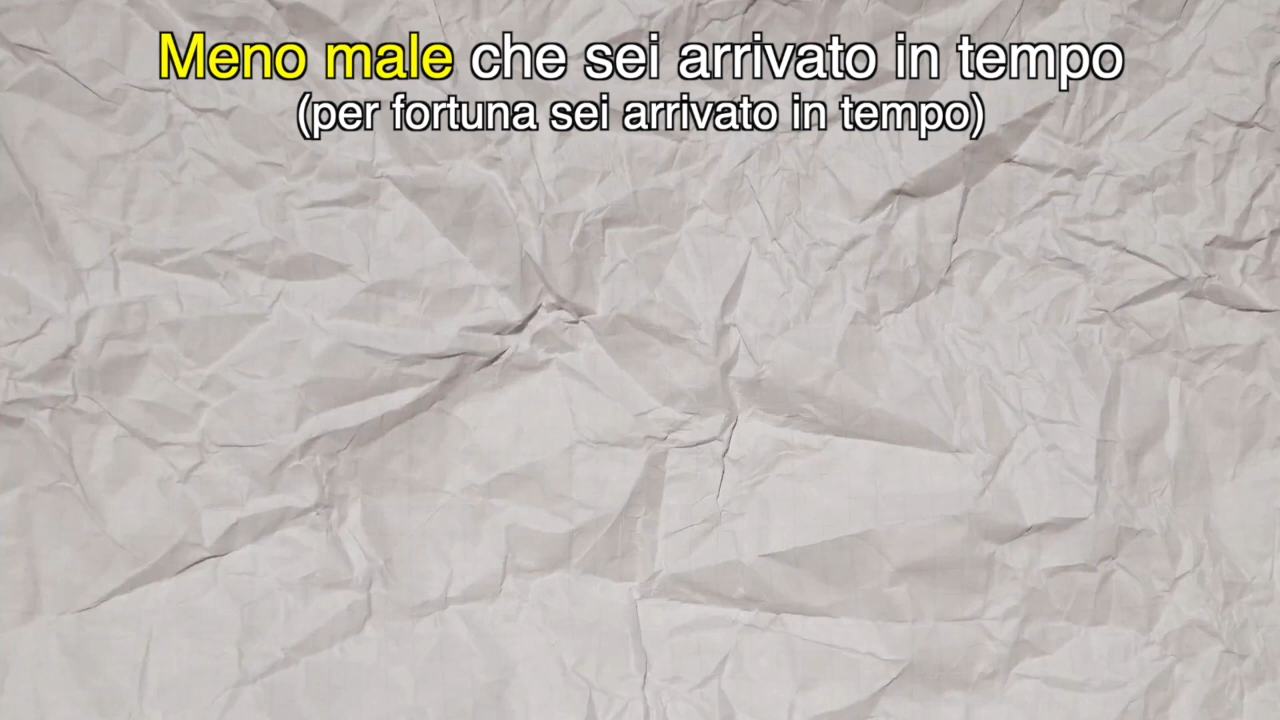 Meno male che sei arrivato in tempo
(per fortuna sei arrivato in tempo)